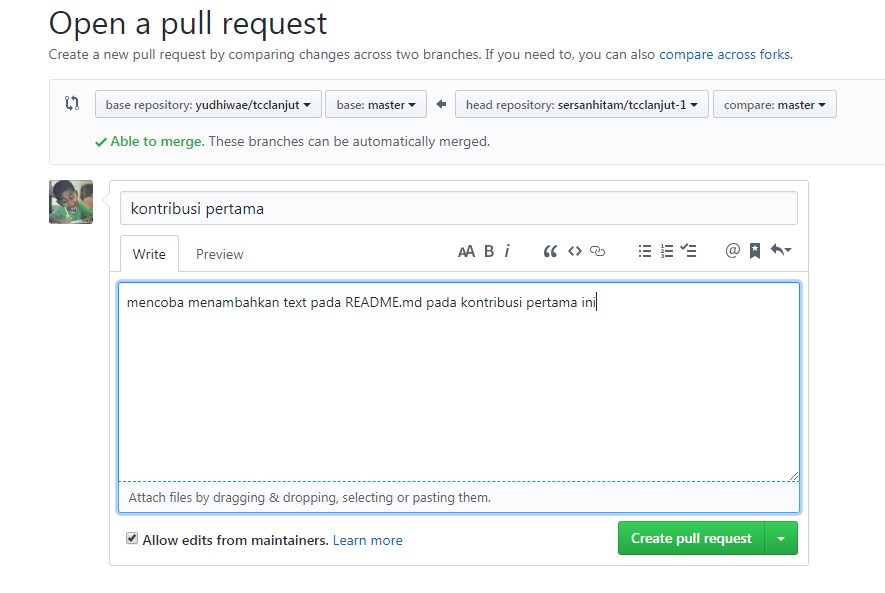 Open a pull request
Create a new pull request by comparing changes across two branches. If you need to, you can also compare across forks.
base repository: yudhiwae/tcclanjut base: master head repository: sersanhitam/tcclanjut-1 compare: master
Able to merge. These branches can be automatically merged.
kontribusi pertama
Write Preview AA B i
mencoba menambahkan text pada README.md pada kontribusi pertama ini
Attach files by dragging & dropping, selecting or pasting them.
Allow edits from maintainers. Learn more Create pull request